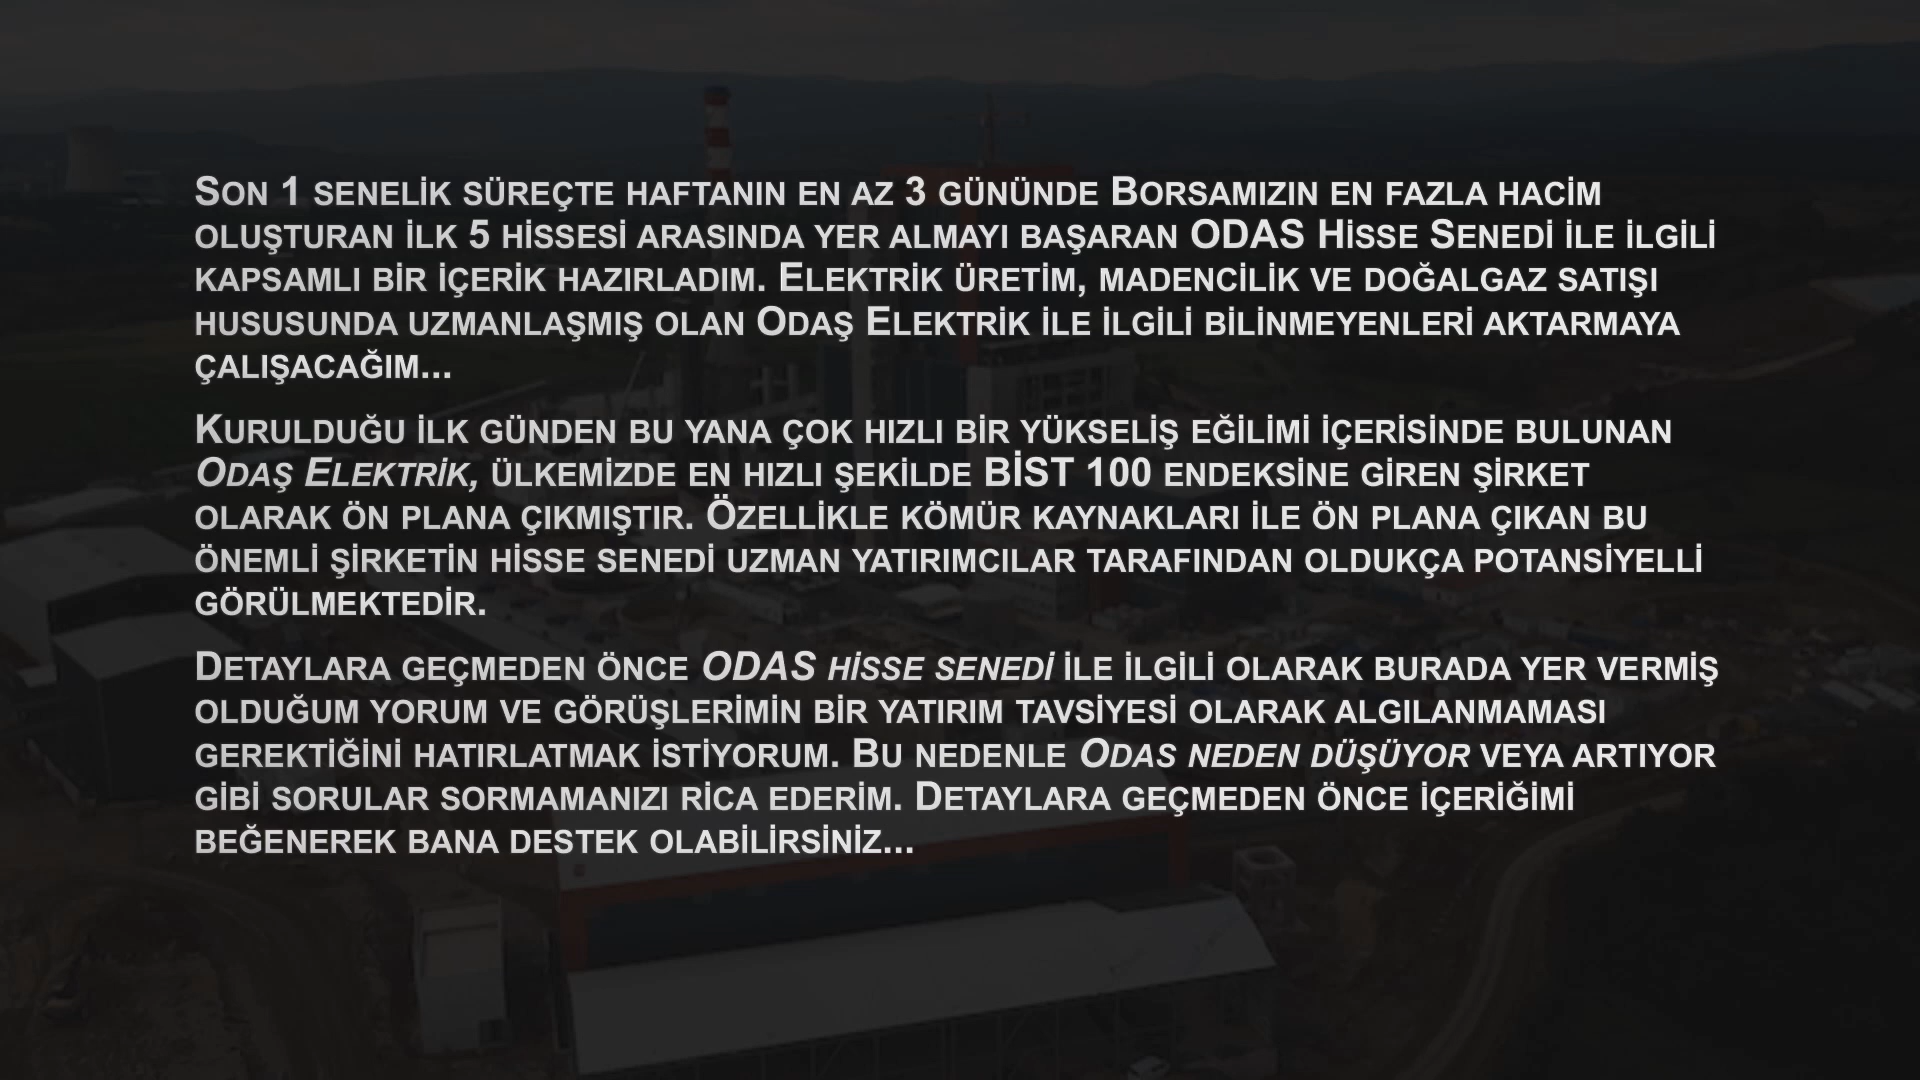 Son 1 senelik süreçte haftanın en az 3 gününde Borsamızın en fazla hacim
oluşturan ilk 5 hissesi arasında yer almayı başaran ODAS Hisse Senedi ile ilgili
kapsamlı bir içerik hazırladım. Elektrik üretim, madencilik ve doğalgaz satışı
hususunda uzmanlaşmış olan Odaş Elektrik ile ilgili bilinmeyenleri aktarmaya
çalışacağım...
Kurulduğu ilk günden bu yana çok hızlı bir yükseliş eğilimi içerisinde bulunan
Odaş Elektrik, ülkemizde en hızlı şekilde BİST 100 endeksine giren şirket
olarak ön plana çıkmıştır. Özellikle kömür kaynakları ile ön plana çıkan bu
önemli şirketin hisse senedi uzman yatırımcılar tarafından oldukça potansiyelli
görülmektedir.
Detaylara geçmeden önce ODAS hisse senedi ile ilgili olarak burada yer vermiş
olduğum yorum ve görüşlerimin bir yatırım tavsiyesi olarak algılanmaması
gerektiğini hatırlatmak istiyorum. Bu nedenle Odas neden düşüyor veya artıyor
gibi sorular sormamanızı rica ederim. Detaylara geçmeden önce içeriğimi
beğenerek bana destek olabilirsiniz...